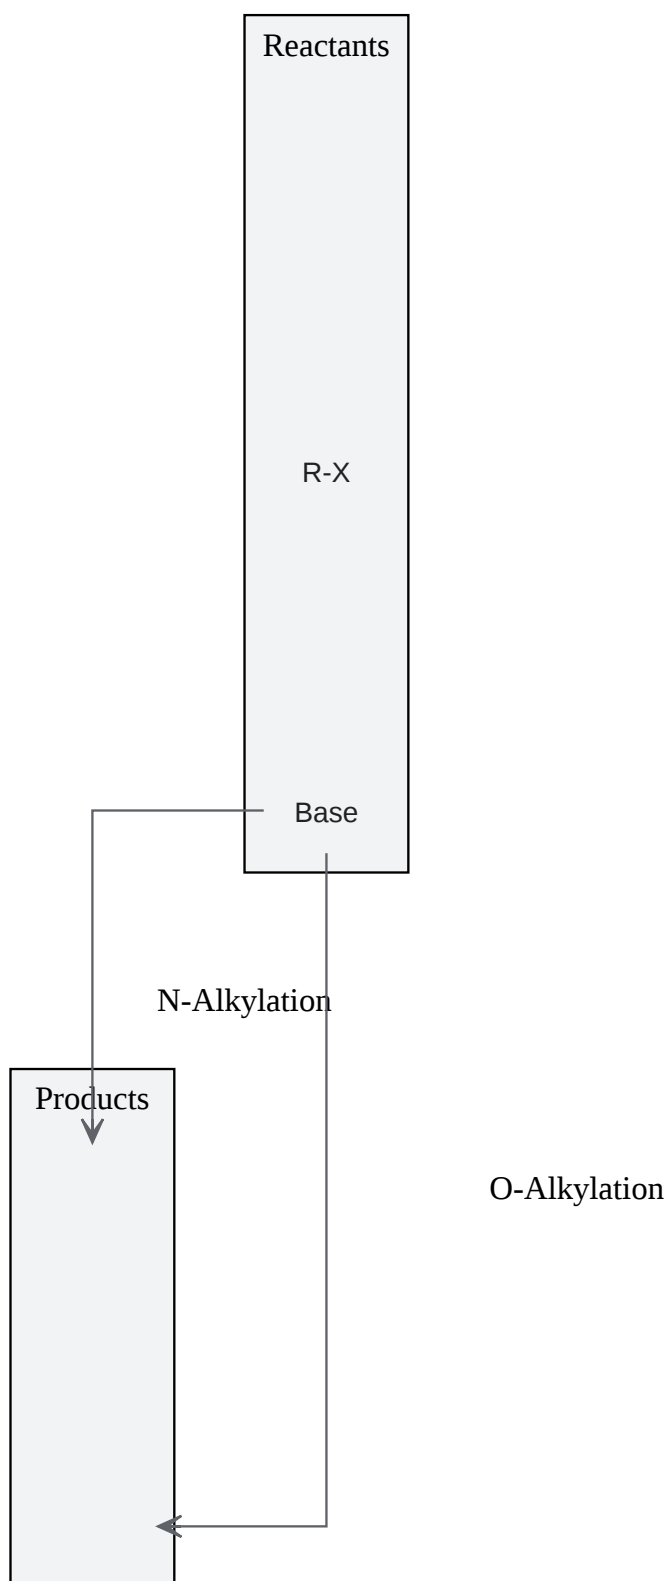 Reactants
R-X
Base
N-Alkylation
Products
O-Alkylation